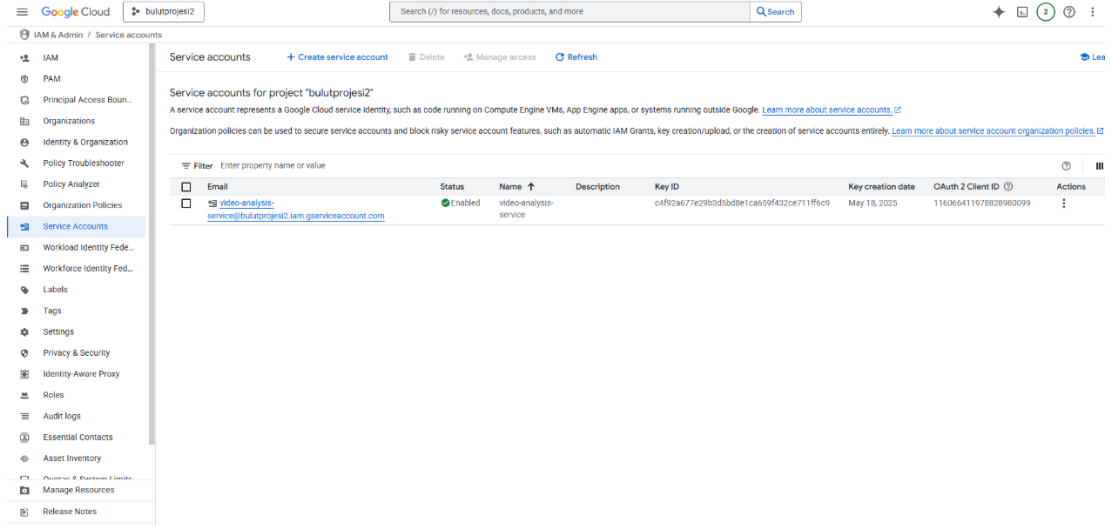 Google Cloud
bulutprojesi2
Search (/) for resources, docs, products, and more
Search
2
IAM & Admin / Service accounts
IAM
PAM
Principal Access Boun...
Organizations
Identity & Organization
Policy Troubleshooter
Policy Analyzer
Organization Policies
Service Accounts
Workload Identity Fede...
Workforce Identity Fed...
Labels
Tags
Settings
Privacy & Security
Identity-Aware Proxy
Roles
Audit logs
Essential Contacts
Asset Inventory
Quotas & System Limits
Manage Resources
Release Notes
Service accounts
+ Create service account
Delete
Manage access
Refresh
Lea
Service accounts for project "bulutprojesi2"
A service account represents a Google Cloud service identity, such as code running on Compute Engine VMs, App Engine apps, or systems running outside Google. Learn more about service accounts.
Organization policies can be used to secure service accounts and block risky service account features, such as automatic IAM Grants, key creation/upload, or the creation of service accounts entirely. Learn more about service account organization policies.
Filter Enter property name or value
Email Status Name Description Key ID Key creation date OAuth 2 Client ID Actions
video-analysis- Enabled video-analysis- c4f92a677e29b3d5bd8e1ca659f432ce711ff6c9 May 18, 2025 116066411978828980099
service@bulutprojesi2.iam.gserviceaccount.com service